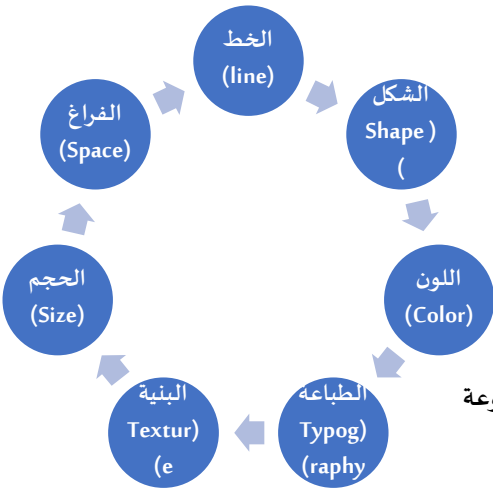 الخط
(line)
الشكل
( Shape
)
اللون
(Color)
الطباعة
(Typog
raphy)
البنية
(Textur
e)
الحجم
(Size)
الفراغ
(Space)